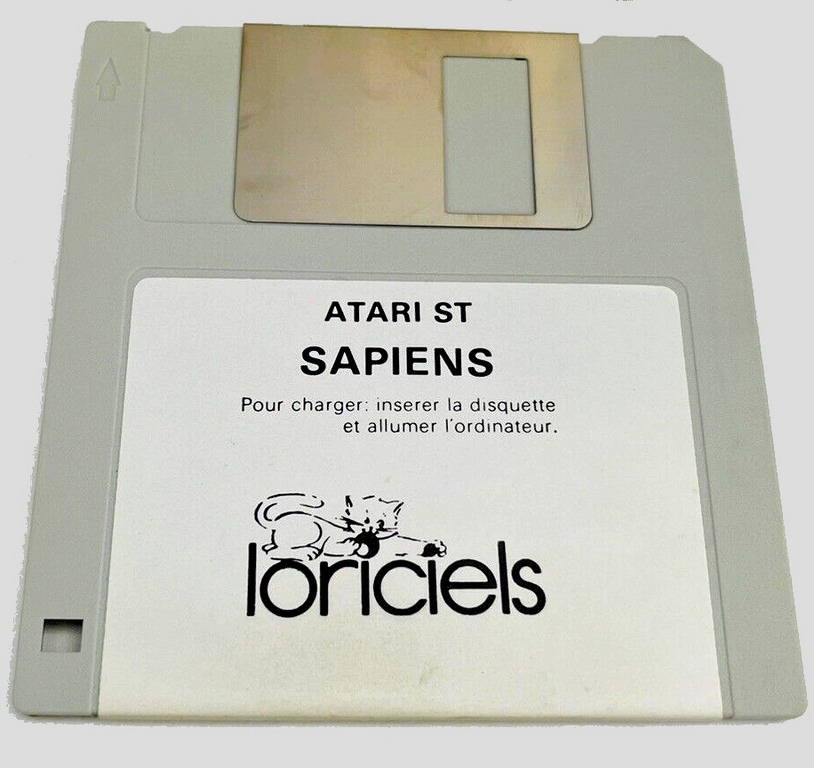 ATARI ST
SAPIENS
Pour charger: inserer la disquette
et allumer l'ordinateur.
loriciels